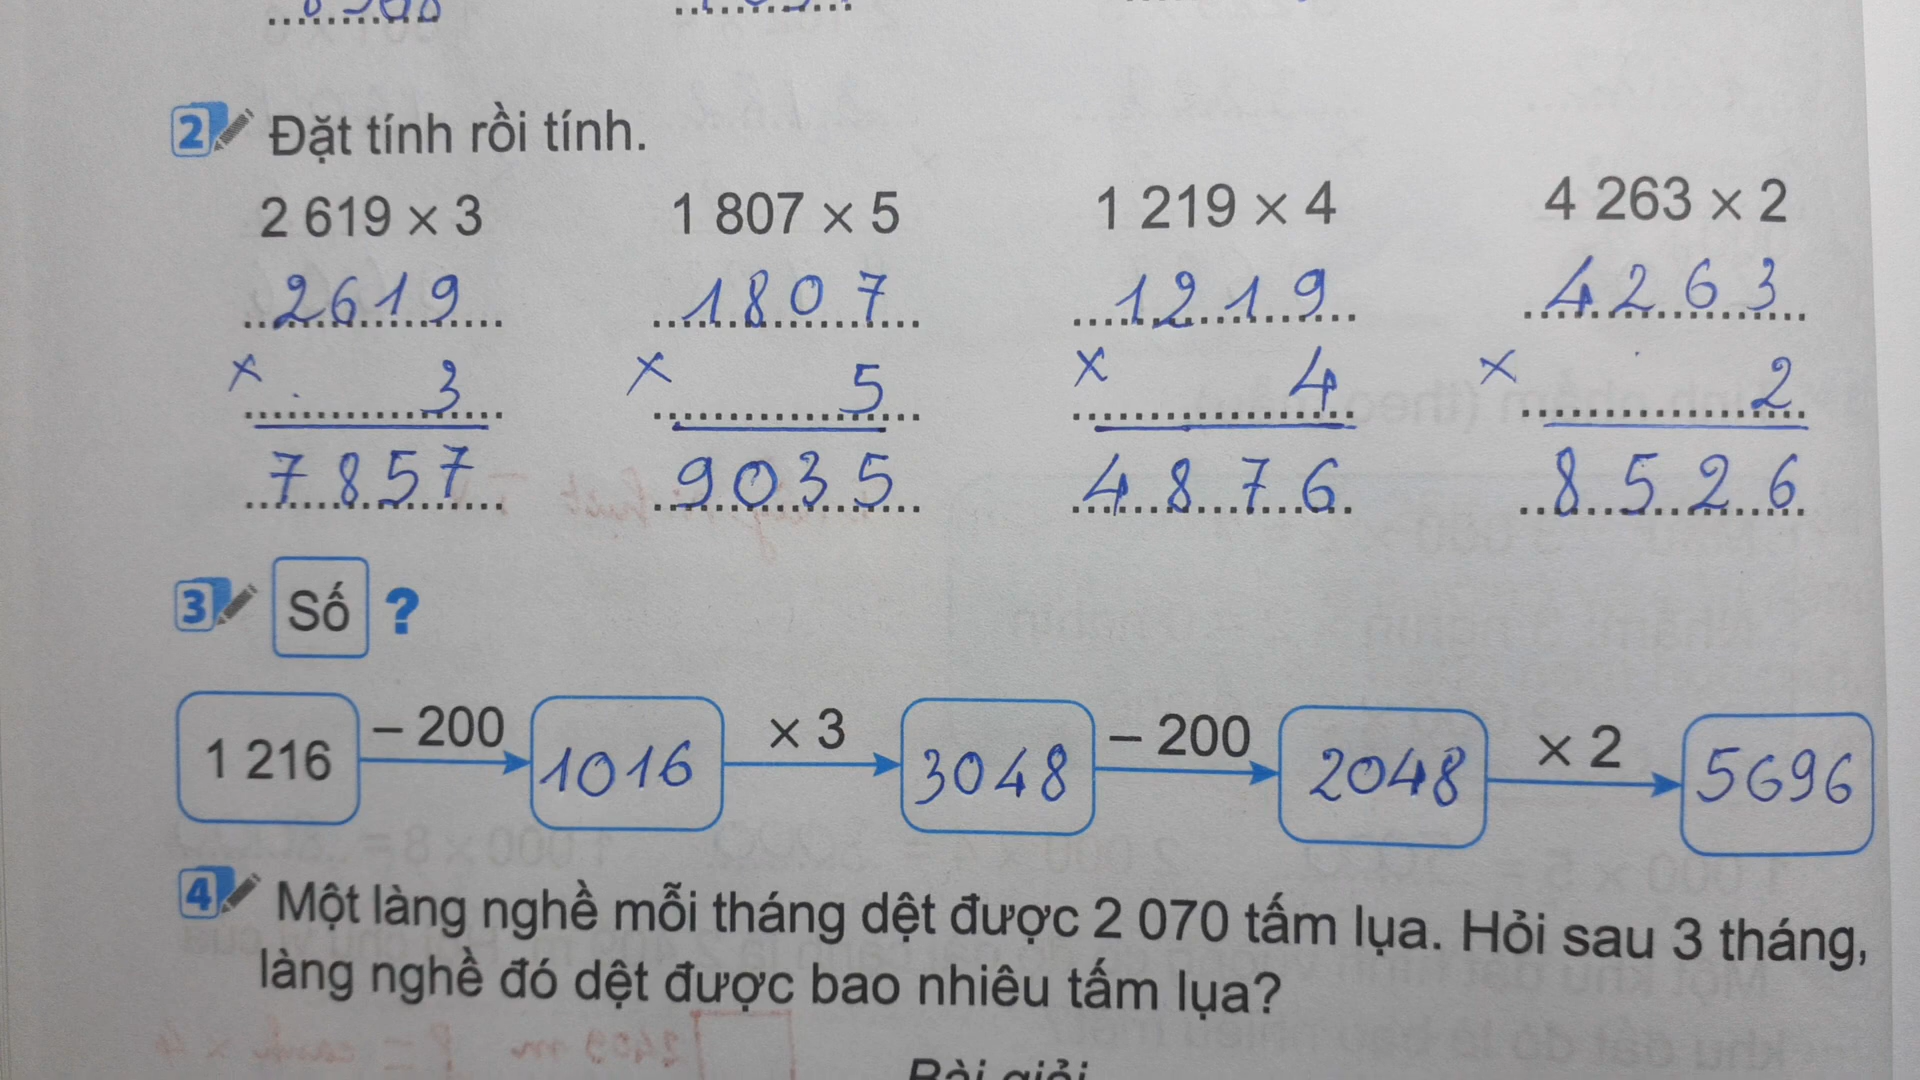 2 Đặt tính rồi tính.
2 619 × 3 1 807 × 5 1 219 × 4 4 263 × 2
2619 1807 1219 4263
× 3 × 5 × 4 × 2
7857 9035 4876 8526
3 Số ?
1 216 – 200 1016 × 3 3048 – 200 2048 × 2 5696
4 Một làng nghề mỗi tháng dệt được 2 070 tấm lụa. Hỏi sau 3 tháng,
làng nghề đó dệt được bao nhiêu tấm lụa?
Bài giải